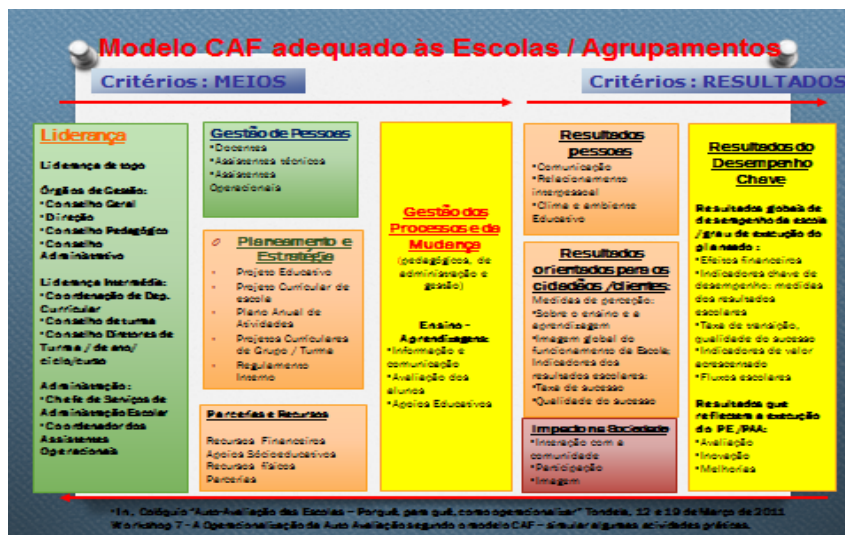 Modelo CAF adequado às Escolas / Agrupamentos
Critérios : MEIOS
Critérios : RESULTADOS
Liderança
Liderança de topo
Órgãos de Gestão:
•Conselho Geral
•Direção
•Conselho Pedagógico
•Conselho
Administrativo
Liderança Intermédia:
•Coordenação de Dep.
Curricular
•Conselho de turma
•Conselho Diretores de
Turma / de ano/
ciclo/curso
Administração :
•Chefe de Serviços de
Administração Escolar
•Coordenador dos
Assistentes
Operacionais
Gestão de Pessoas
•Docentes
•Assistentes técnicos
•Assistentes
Operacionais
Planeamento e
Estratégia
- Projeto Educativo
- Projeto Curricular de
escola
- Plano Anual de
Atividades
- Projetos Curriculares
de Grupo / Turma
- Regulamento
Interno
Parcerias e Recursos
Recursos Financeiros
Apoios Sócioeducativos
Recursos físicos
Parcerias
Gestão dos
Processos e da
Mudança
(pedagógicos, de
administração e
gestão)
Ensino -
Aprendizagens:
•Informação e
comunicação
•Avaliação dos
alunos
•Apoios Educativos
Resultados
pessoas
•Comunicação
•Relacionamento
interpessoal
•Clima e ambiente
Educativo
Resultados
orientados para os
cidadãos /clientes:
Medidas de perceção:
•Sobre o ensino e a
aprendizagem
•Imagem global do
funcionamento da Escola;
Indicadores dos
resultados escolares:
•Taxa de sucesso
•Qualidade do sucesso
Impacto na Sociedade
•Interação com a
comunidade
•Participação
•Imagem
Resultados do
Desempenho
Chave
Resultados globais de
desempenho da escola
/grau de execução do
planeado :
•Efeitos financeiros
•Indicadores chave de
desempenho: medidas
dos resultados
escolares
•Taxa de transição,
qualidade do sucesso
•Indicadores de valor
acrescentado
•Fluxos escolares
Resultados que
reflectem a execução
do PE/PAA:
•Avaliação
•Inovação
•Melhorias
•In., Colóquio "Auto-Avaliação das Escolas – Porquê, para quê, como operacionalizar" Tondela, 12 e 19 de Março de 2011
Workshop 7 - A Operacionalização da Auto Avaliação segundo o modelo CAF – simular algumas actividades práticas.